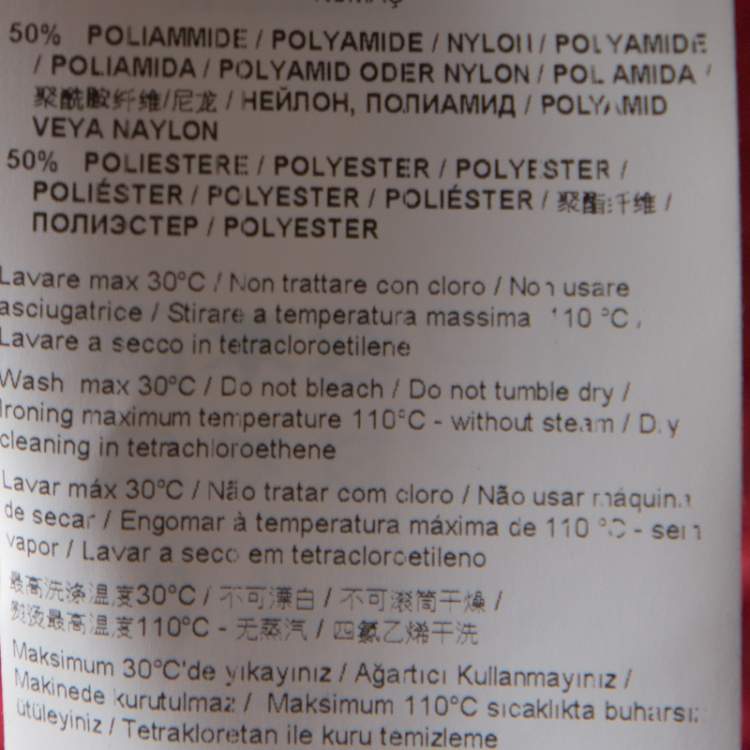 50% POLIAMMIDE / POLYAMIDE / NYLON / POLYAMIDE
/ POLIAMIDA / POLYAMID ODER NYLON / POLIAMIDA /
聚酰胺纤维/尼龙 / НЕЙЛОН, ПОЛИАМИД / POLYAMID
VEYA NAYLON
50% POLIESTERE / POLYESTER / POLYESTER /
POLIÉSTER / POLYESTER / POLIÉSTER / 聚酯纤维 /
ПОЛИЭСТЕР / POLYESTER
Lavare max 30°C / Non trattare con cloro / Non usare
asciugatrice / Stirare a temperatura massima 110 °C /
Lavare a secco in tetracloroetilene
Wash max 30°C / Do not bleach / Do not tumble dry /
Ironing maximum temperature 110°C - without steam / Dry
cleaning in tetrachloroethene
Lavar máx 30°C / Não tratar com cloro / Não usar máquina
de secar / Engomar à temperatura máxima de 110 °C - sem
vapor / Lavar a seco em tetracloroetileno
最高洗涤温度30°C / 不可漂白 / 不可滚筒干燥 /
熨烫最高温度110°C - 无蒸汽 / 四氯乙烯干洗
Maksimum 30°C'de yıkayınız / Ağartıcı Kullanmayınız /
Makinede kurutulmaz / Maksimum 110°C sıcaklıkta buharsız
ütüleyiniz / Tetrakloretan ile kuru temizleme